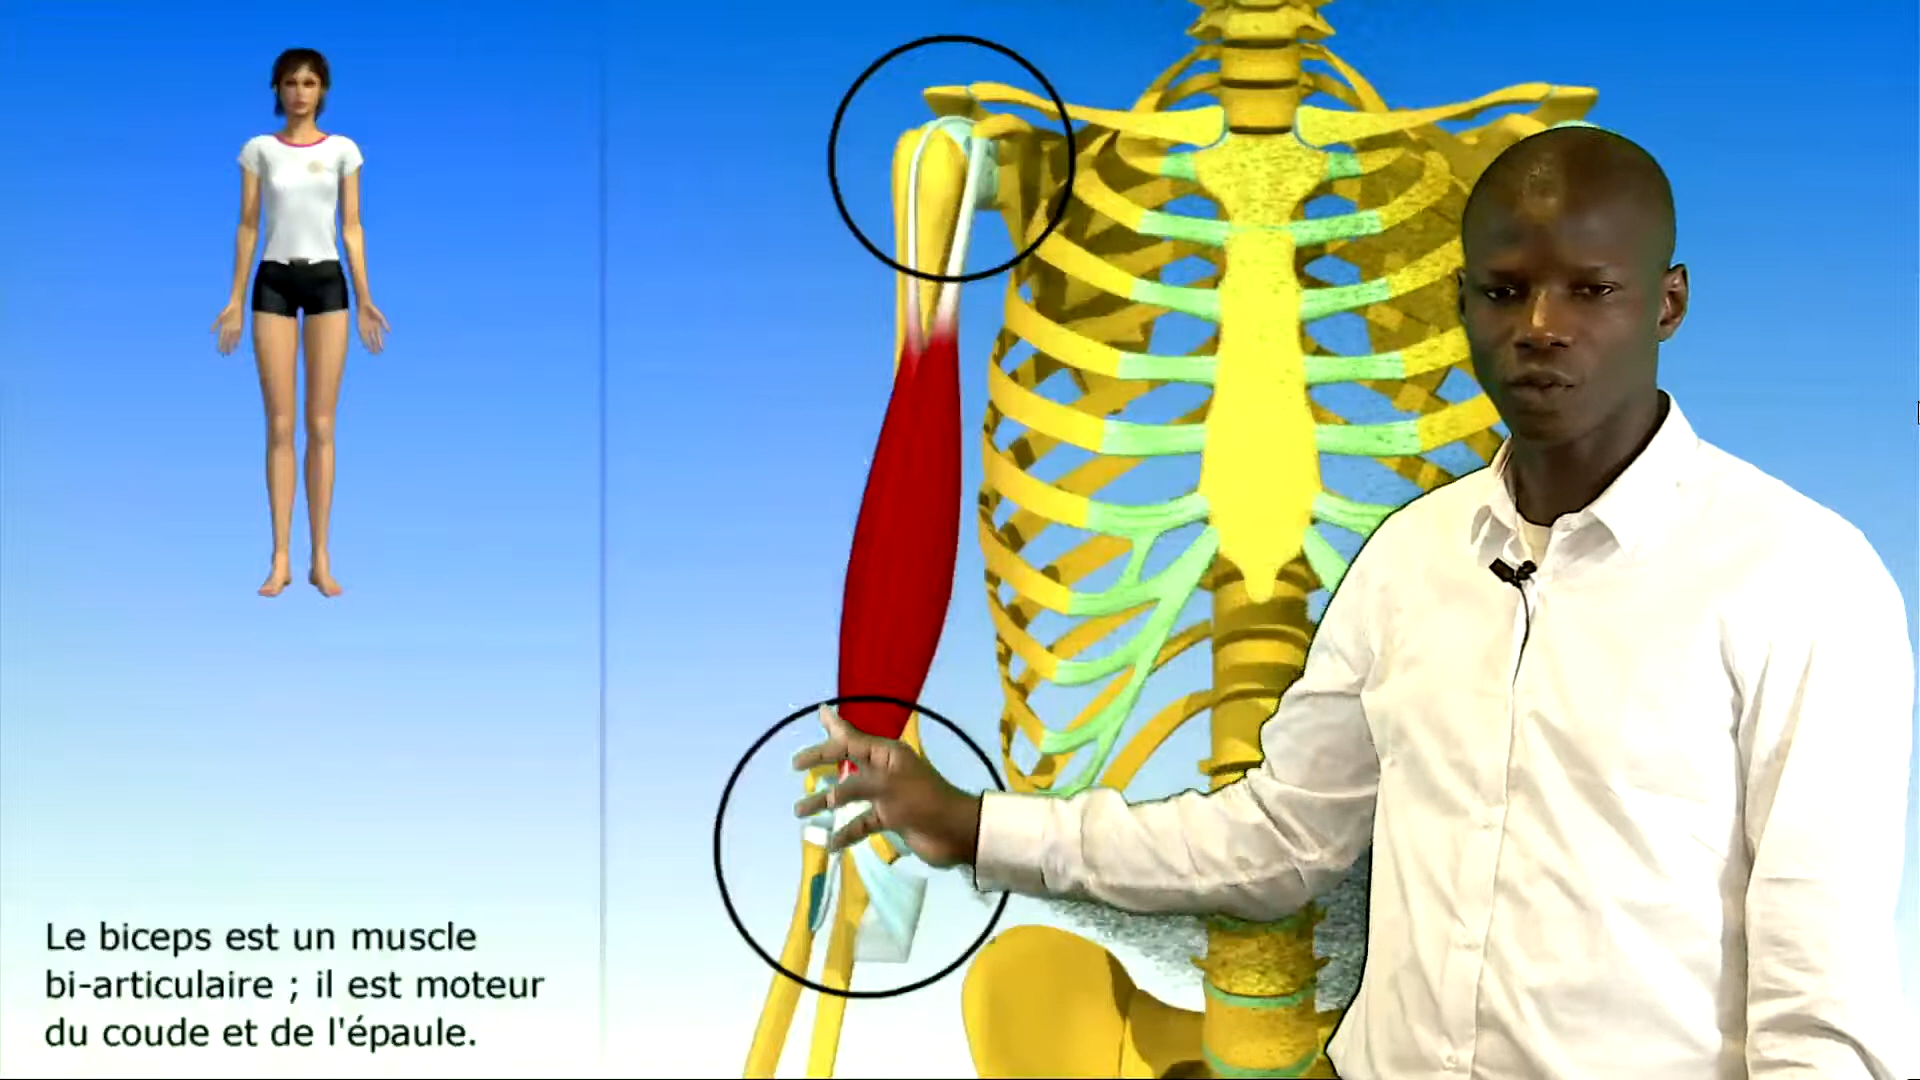 Le biceps est un muscle
bi-articulaire ; il est moteur
du coude et de l'épaule.